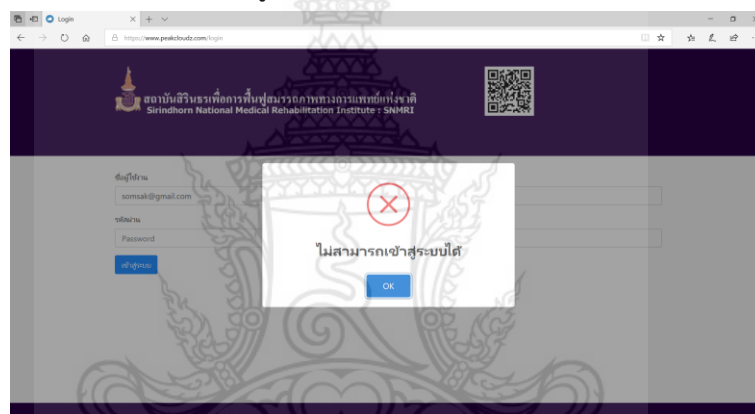 Login
https://www.peakcloudz.com/login
สถาบันสิรินธรเพื่อการฟื้นฟูสมรรถภาพทางการแพทย์แห่งชาติ
Sirindhorn National Medical Rehabilitation Institute : SNMRI
ชื่อผู้ใช้งาน
somsak@gmail.com
รหัสผ่าน
Password
เข้าสู่ระบบ
ไม่สามารถเข้าสู่ระบบได้
OK